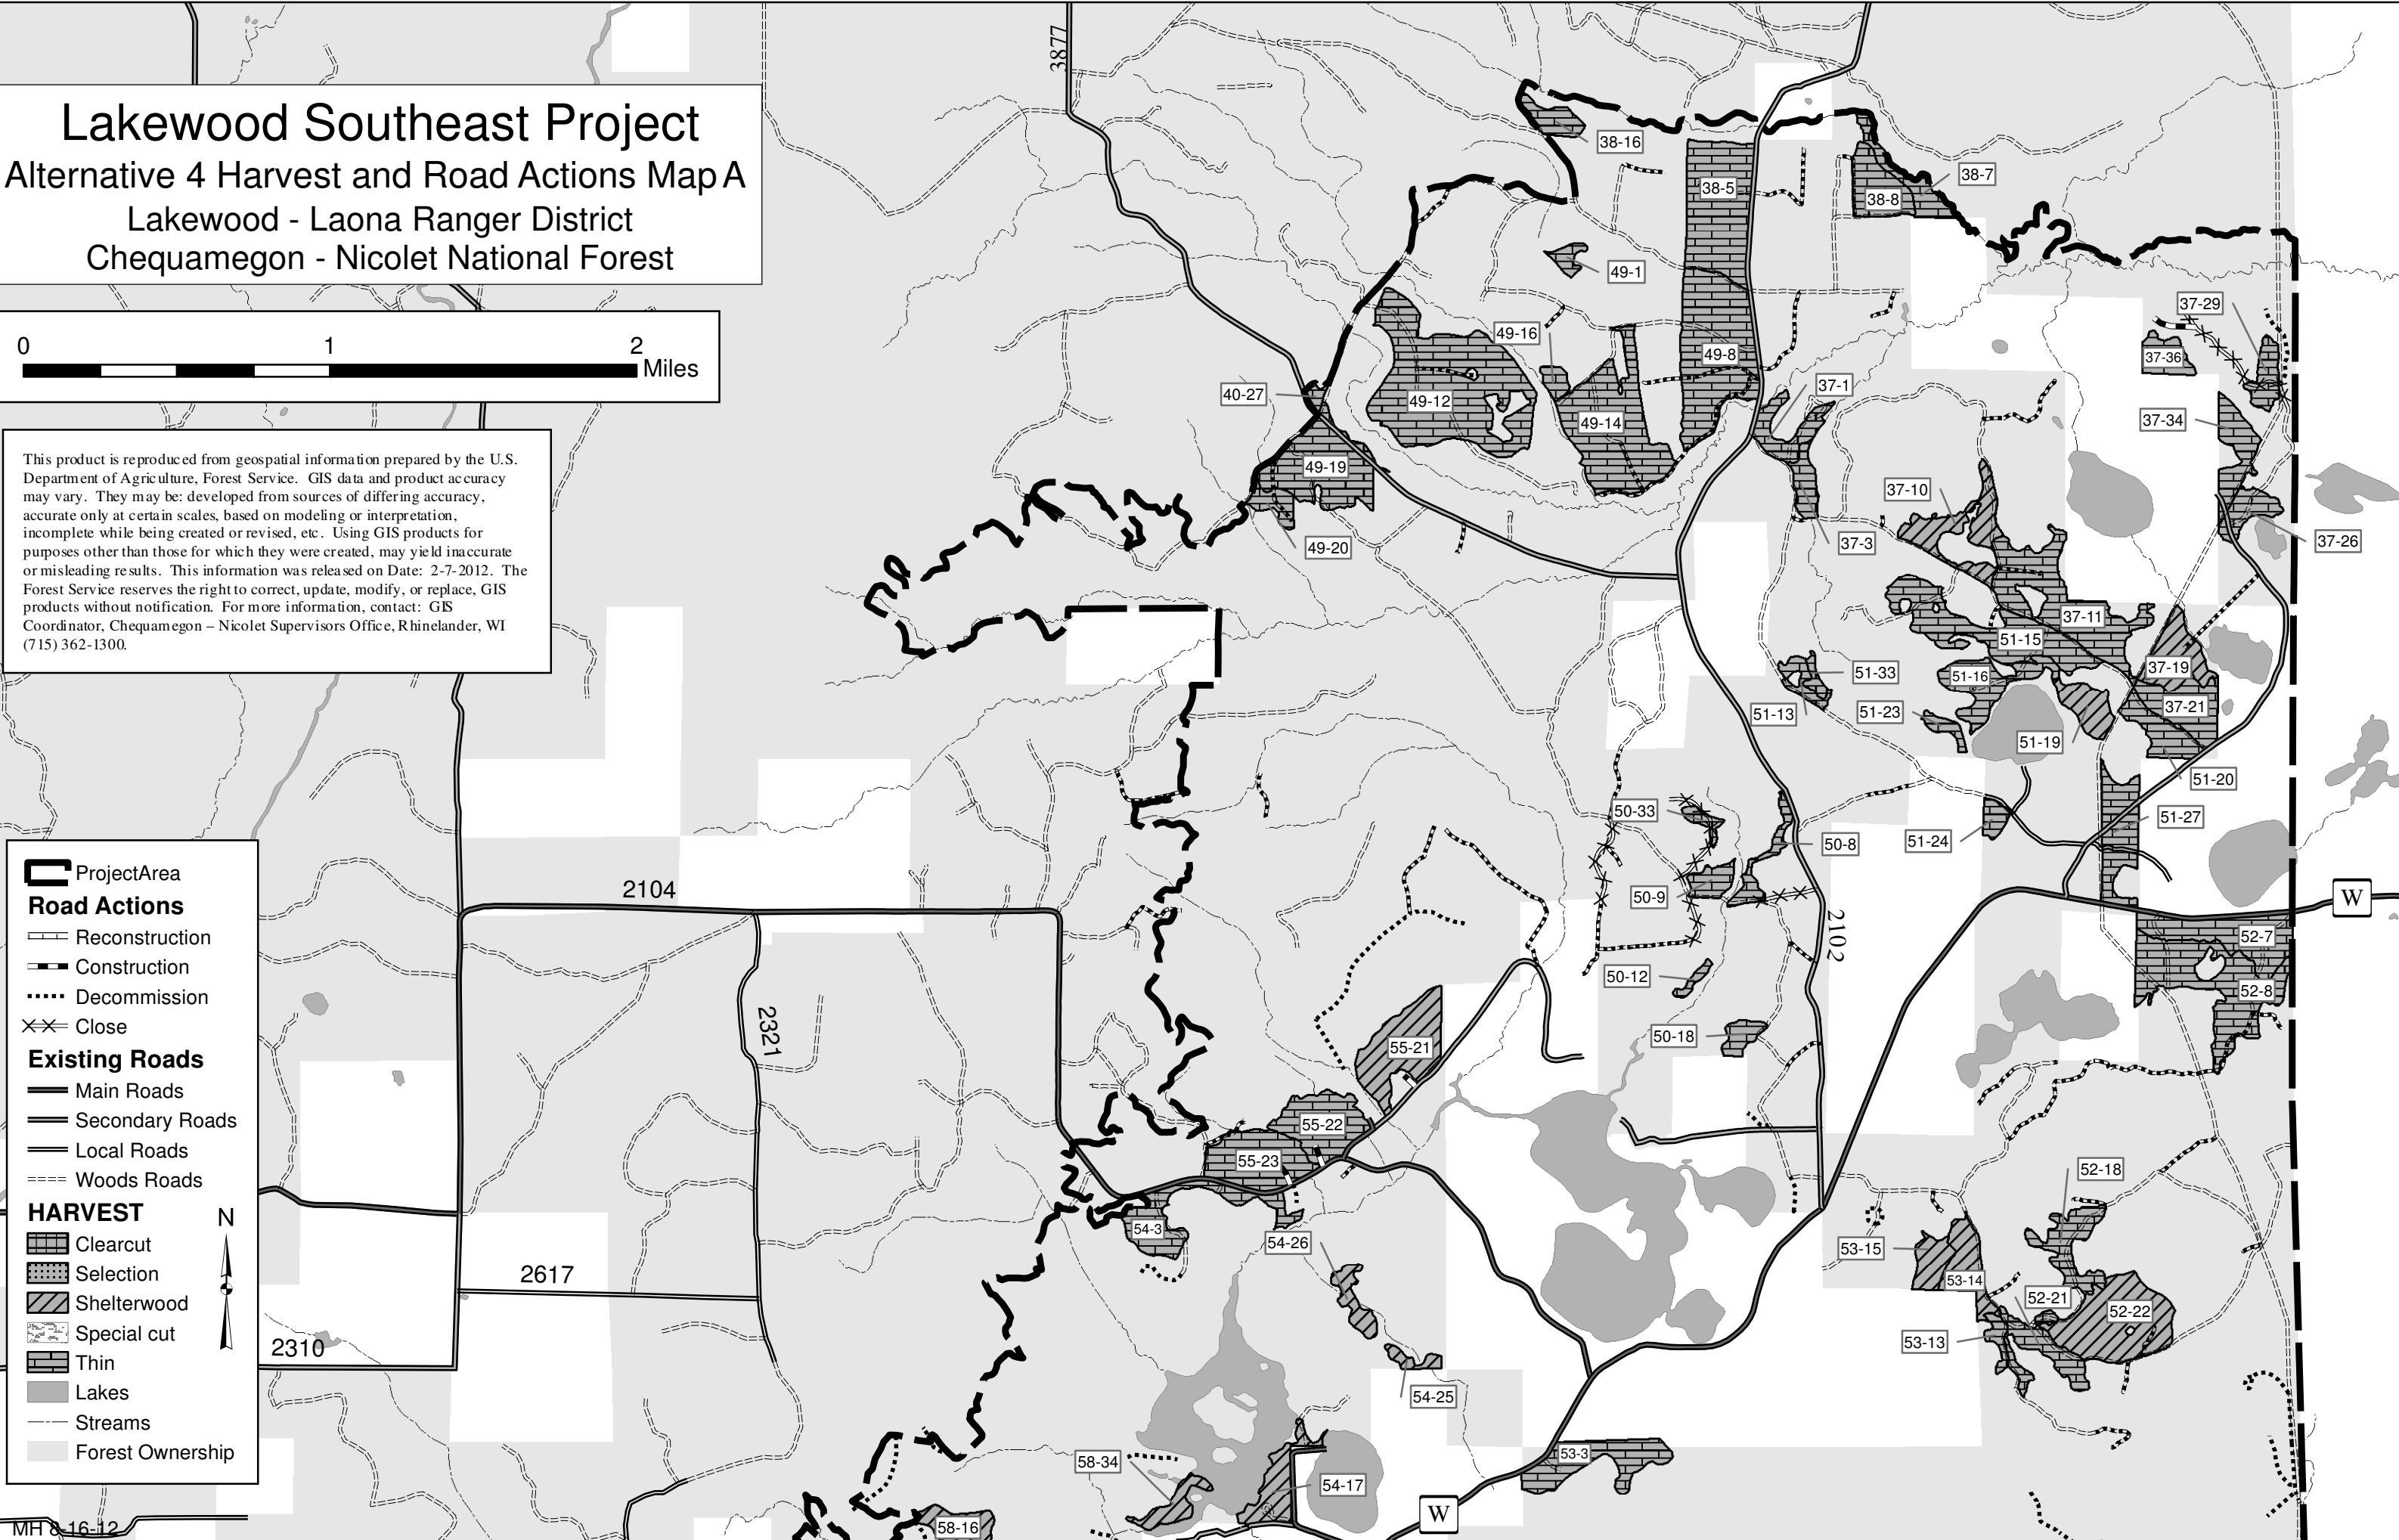 Lakewood Southeast Project
Alternative 4 Harvest and Road Actions Map A
Lakewood - Laona Ranger District
Chequamegon - Nicolet National Forest
0 1 2
Miles
This product is reproduced from geospatial information prepared by the U.S.
Department of Agriculture, Forest Service. GIS data and product accuracy
may vary. They may be: developed from sources of differing accuracy,
accurate only at certain scales, based on modeling or interpretation,
incomplete while being created or revised, etc. Using GIS products for
purposes other than those for which they were created, may yield inaccurate
or misleading results. This information was released on Date: 2-7-2012. The
Forest Service reserves the right to correct, update, modify, or replace, GIS
products without notification. For more information, contact: GIS
Coordinator, Chequamegon – Nicolet Supervisors Office, Rhinelander, WI
(715) 362-1300.
ProjectArea
Road Actions
Reconstruction
Construction
Decommission
Close
Existing Roads
Main Roads
Secondary Roads
Local Roads
Woods Roads
HARVEST
N
Clearcut
Selection
Shelterwood
Special cut
Thin
Lakes
Streams
Forest Ownership
MH 8-16-12
3877
38-16
38-5
38-7
38-8
49-1
37-29
49-16
49-8
37-36
37-1
40-27
49-12
49-14
37-34
49-19
37-10
49-20
37-3
37-26
37-11
51-15
37-19
51-33
51-16
37-21
51-13
51-23
51-19
51-20
50-33
51-27
50-8
51-24
2104
50-9
W
2102
52-7
50-12
52-8
2321
50-18
55-21
55-22
55-23
52-18
54-3
54-26
53-15
2617
53-14
52-21
52-22
53-13
2310
54-25
58-34
53-3
54-17
W
58-16